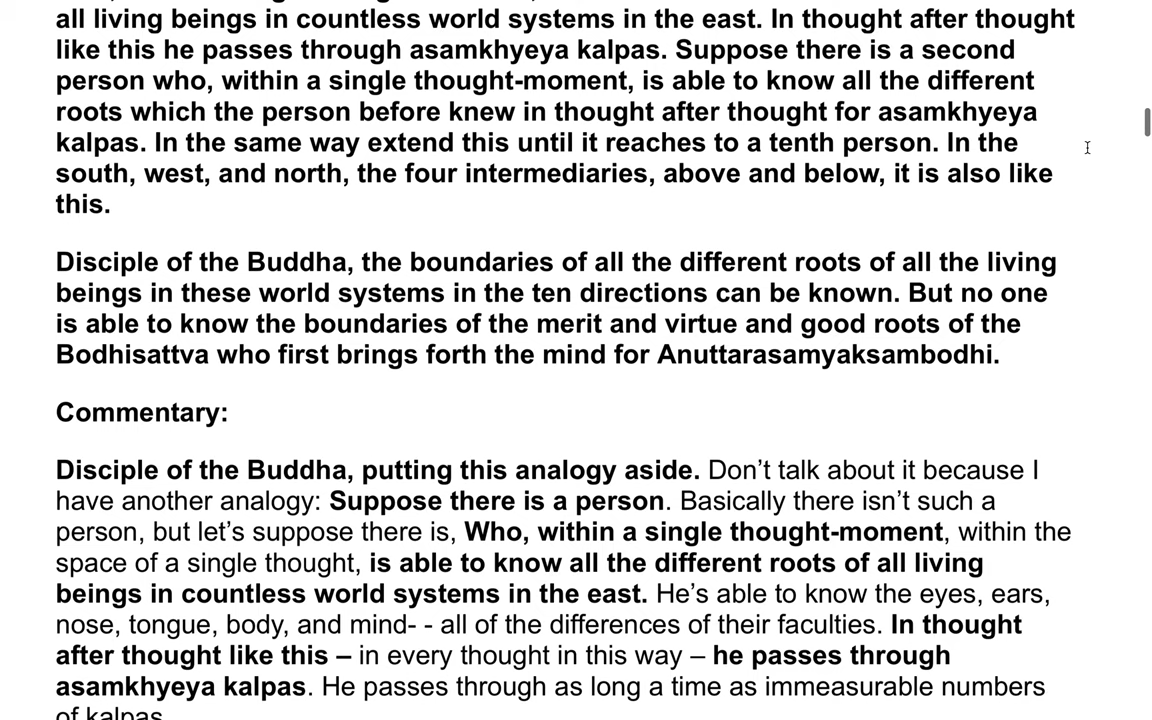 all living beings in countless world systems in the east. In thought after thought
like this he passes through asamkhyeya kalpas. Suppose there is a second
person who, within a single thought-moment, is able to know all the different
roots which the person before knew in thought after thought for asamkhyeya
kalpas. In the same way extend this until it reaches to a tenth person. In the
south, west, and north, the four intermediaries, above and below, it is also like
this.
Disciple of the Buddha, the boundaries of all the different roots of all the living
beings in these world systems in the ten directions can be known. But no one
is able to know the boundaries of the merit and virtue and good roots of the
Bodhisattva who first brings forth the mind for Anuttarasamyaksambodhi.
Commentary:
Disciple of the Buddha, putting this analogy aside. Don’t talk about it because I
have another analogy: Suppose there is a person. Basically there isn’t such a
person, but let’s suppose there is, Who, within a single thought-moment, within the
space of a single thought, is able to know all the different roots of all living
beings in countless world systems in the east. He’s able to know the eyes, ears,
nose, tongue, body, and mind- - all of the differences of their faculties. In thought
after thought like this – in every thought in this way – he passes through
asamkhyeya kalpas. He passes through as long a time as immeasurable numbers
of kalpas.